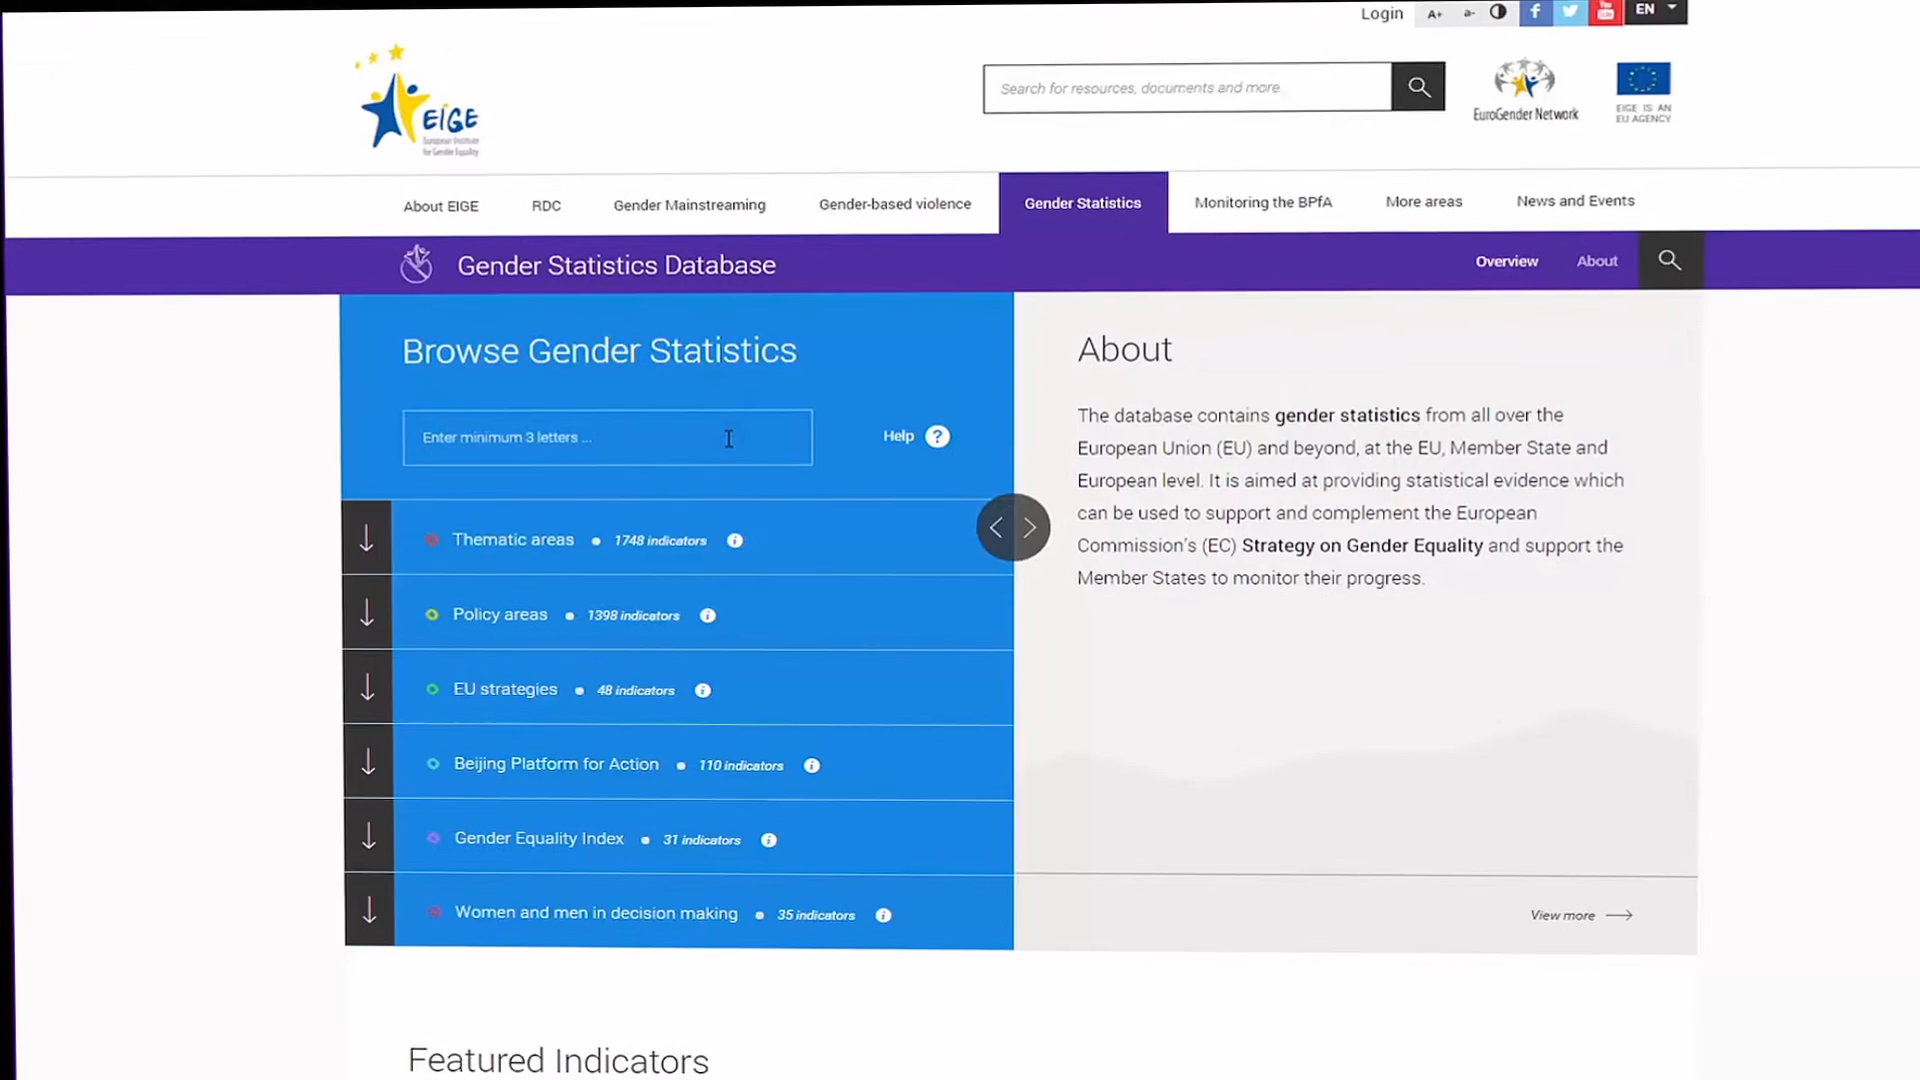 Login A+ a- f You Tube EN
EIGE
European Institute
for Gender Equality
Search for resources, documents and more.
EuroGender Network
EIGE IS AN
EU AGENCY
About EIGE RDC Gender Mainstreaming Gender-based violence Gender Statistics Monitoring the BPfA More areas News and Events
Gender Statistics Database Overview About
Browse Gender Statistics
Enter minimum 3 letters ... Help ?
Thematic areas 1748 indicators i
Policy areas 1398 indicators i
EU strategies 48 indicators i
Beijing Platform for Action 110 indicators i
Gender Equality Index 31 indicators i
Women and men in decision making 35 indicators i
About
The database contains gender statistics from all over the
European Union (EU) and beyond, at the EU, Member State and
European level. It is aimed at providing statistical evidence which
can be used to support and complement the European
Commission's (EC) Strategy on Gender Equality and support the
Member States to monitor their progress.
View more
Featured Indicators